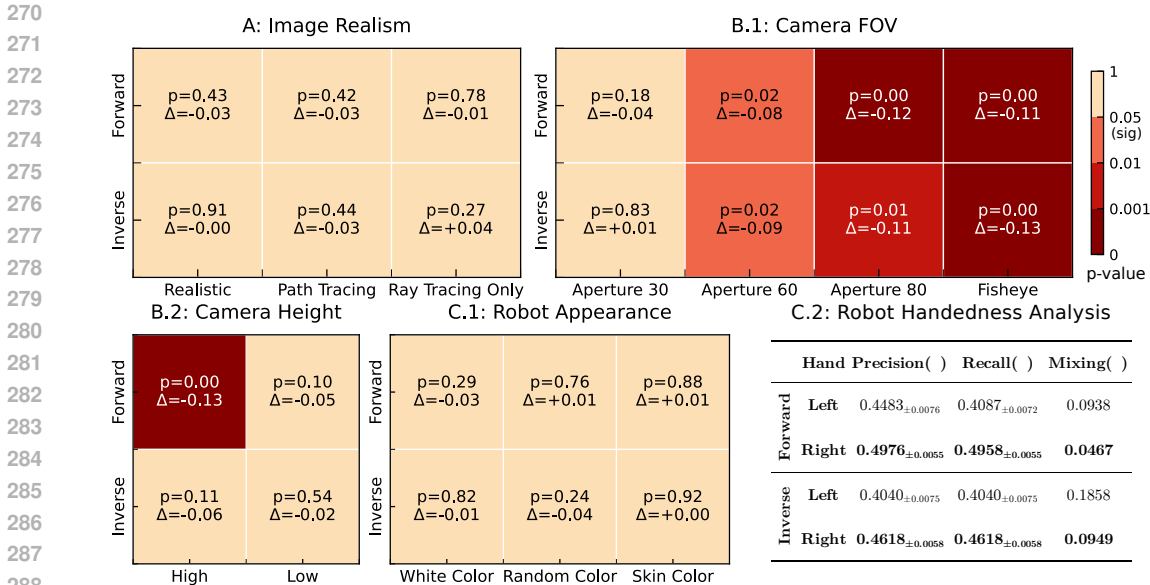 270
271
272
273
274
275
276
277
278
279
280
281
282
283
284
285
286
287
288
A: Image Realism
Forward
p=0.43 p=0.42 p=0.78
Δ=-0.03 Δ=-0.03 Δ=-0.01
Inverse
p=0.91 p=0.44 p=0.27
Δ=-0.00 Δ=-0.03 Δ=+0.04
Realistic Path Tracing Ray Tracing Only
B.1: Camera FOV
Forward
p=0.18 p=0.02 p=0.00 p=0.00
Δ=-0.04 Δ=-0.08 Δ=-0.12 Δ=-0.11
Inverse
p=0.83 p=0.02 p=0.01 p=0.00
Δ=+0.01 Δ=-0.09 Δ=-0.11 Δ=-0.13
Aperture 30 Aperture 60 Aperture 80 Fisheye
1
0.05
(sig)
0.01
0.001
0
p-value
B.2: Camera Height
Forward
p=0.00 p=0.10
Δ=-0.13 Δ=-0.05
Inverse
p=0.11 p=0.54
Δ=-0.06 Δ=-0.02
High Low
C.1: Robot Appearance
Forward
p=0.29 p=0.76 p=0.88
Δ=-0.03 Δ=+0.01 Δ=+0.01
Inverse
p=0.82 p=0.24 p=0.92
Δ=-0.01 Δ=-0.04 Δ=+0.00
White Color Random Color Skin Color
C.2: Robot Handedness Analysis
Hand Precision( ) Recall( ) Mixing( )
Forward
Left 0.4483±0.0076 0.4087±0.0072 0.0938
Right 0.4976±0.0055 0.4958±0.0055 0.0467
Inverse
Left 0.4040±0.0075 0.4040±0.0075 0.1858
Right 0.4618±0.0058 0.4618±0.0058 0.0949